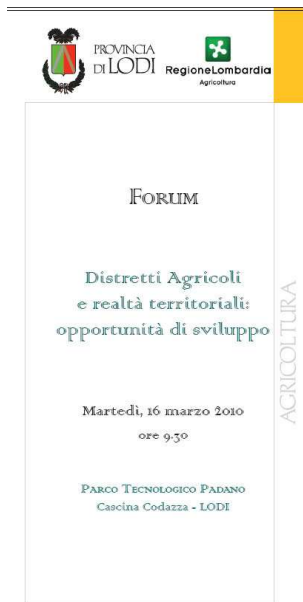 PROVINCIA
DI LODI
RegioneLombardia
Agricoltura
FORUM
Distretti Agricoli
e realtà territoriali:
opportunità di sviluppo
Martedì, 16 marzo 2010
ore 9.30
PARCO TECNOLOGICO PADANO
Cascina Codazza - LODI
AGRICOLTURA